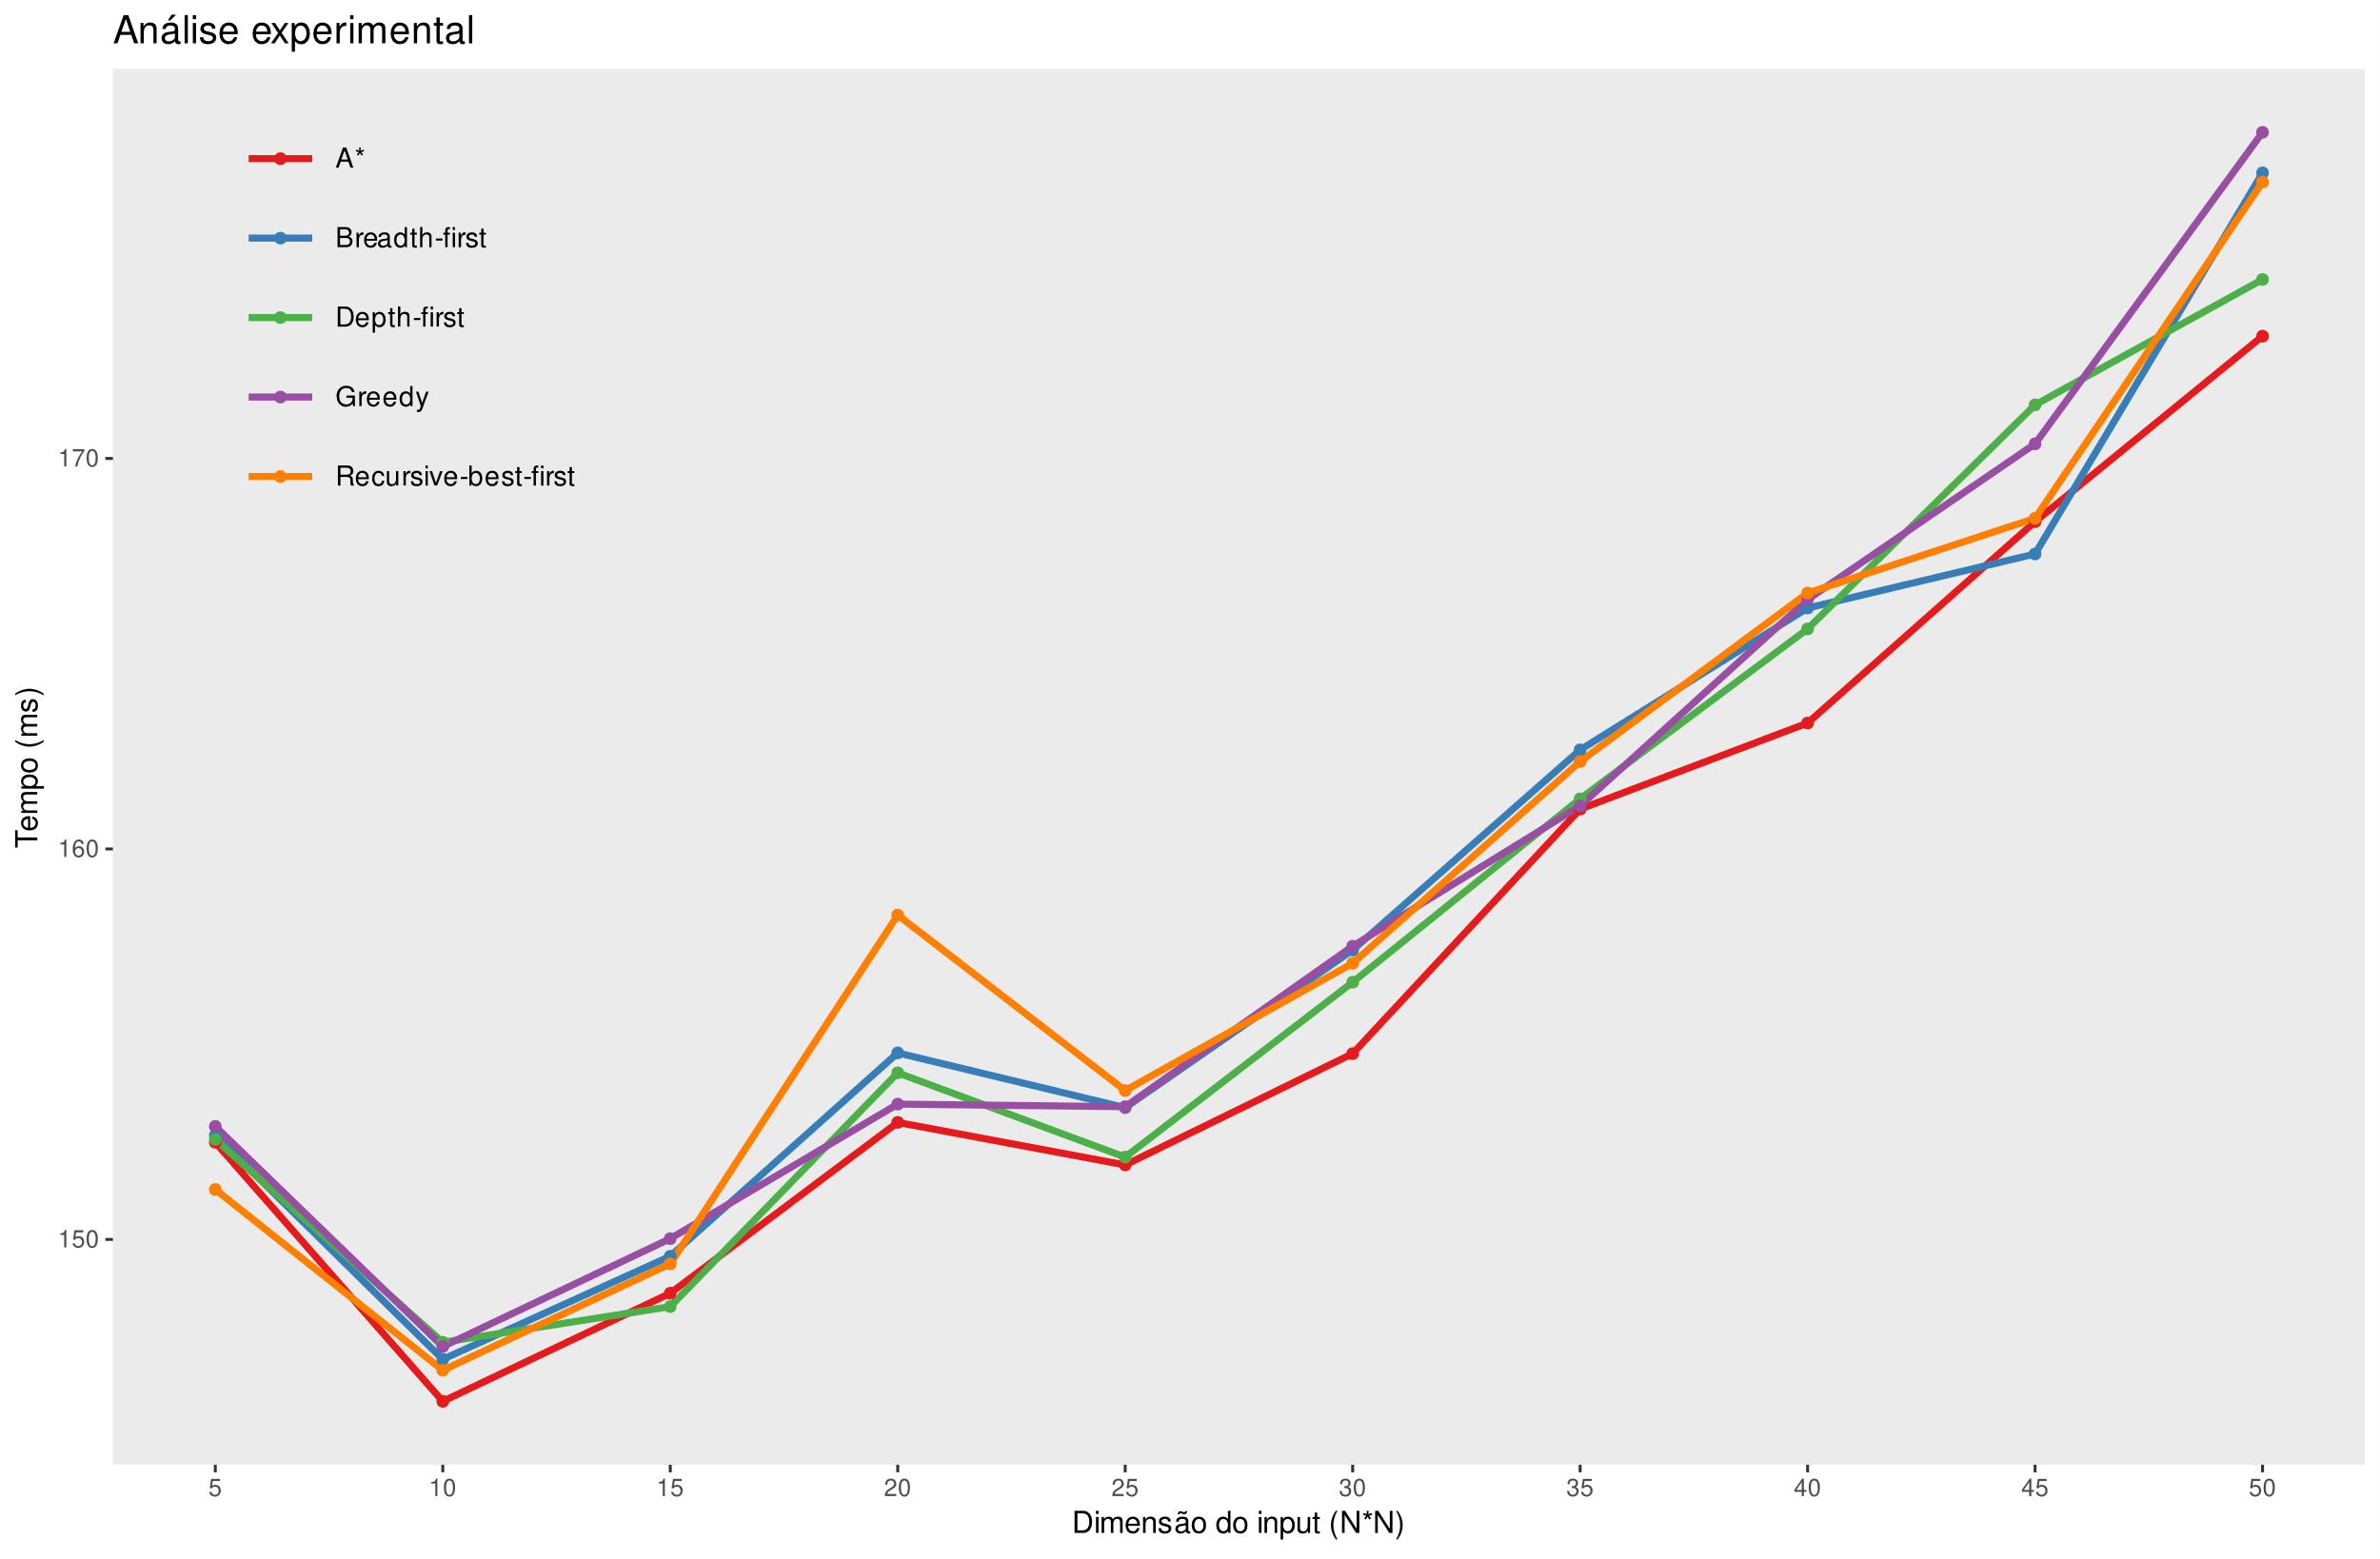 Análise experimental
A*
Breadth-first
Depth-first
Greedy
Recursive-best-first
Tempo (ms)
170
160
150
5 10 15 20 25 30 35 40 45 50
Dimensão do input (N*N)